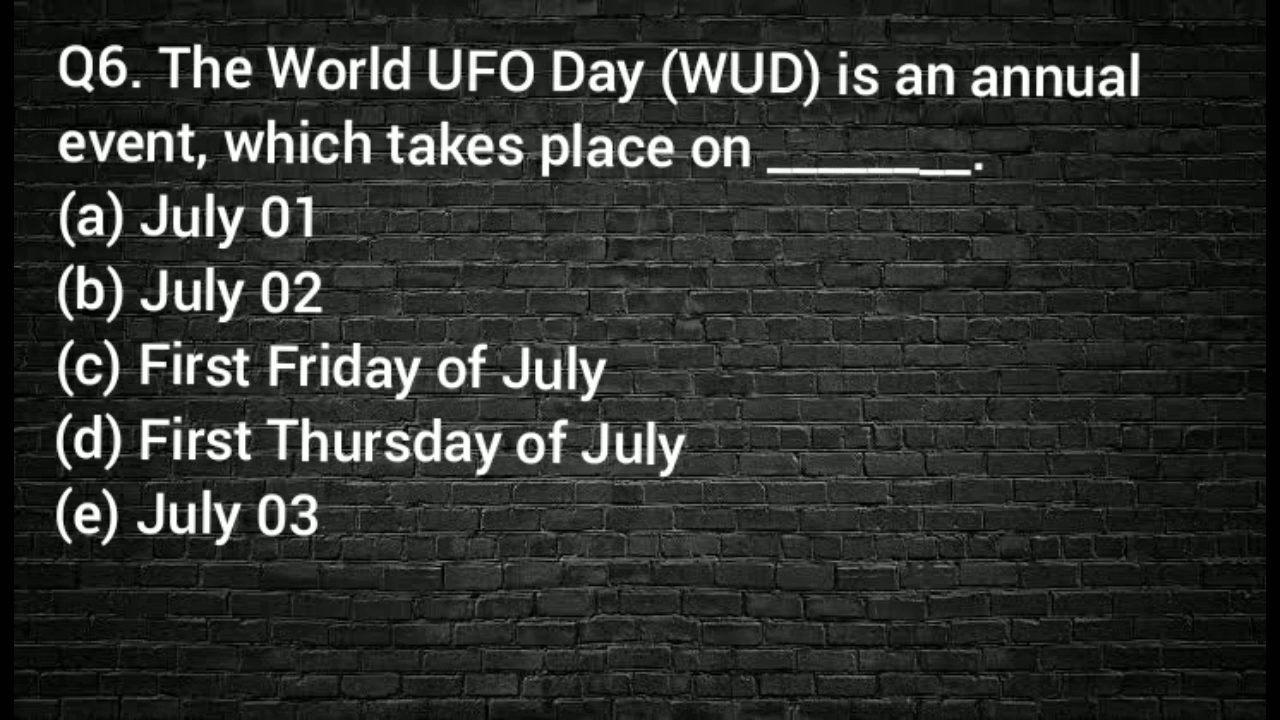 Q6. The World UFO Day (WUD) is an annual
event, which takes place on ________.
(a) July 01
(b) July 02
(c) First Friday of July
(d) First Thursday of July
(e) July 03